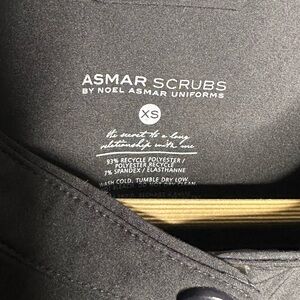 ASMAR SCRUBS
BY NOEL ASMAR UNIFORMS
XS
the secret to a long
relationship with me
93% RECYCLE POLYESTER /
POLYESTER RECYCLE
7% SPANDEX / ELASTHANNE
WASH COLD, TUMBLE DRY LOW